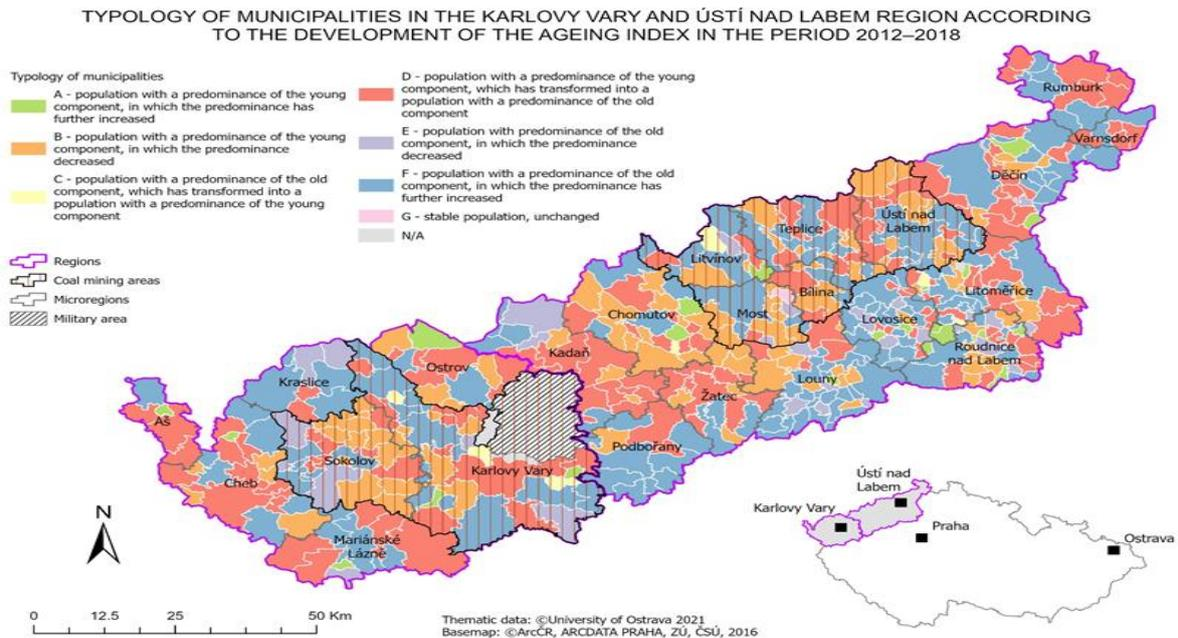 TYPOLOGY OF MUNICIPALITIES IN THE KARLOVY VARY AND ÚSTÍ NAD LABEM REGION ACCORDING
TO THE DEVELOPMENT OF THE AGEING INDEX IN THE PERIOD 2012–2018
Typology of municipalities
A - population with a predominance of the young
component, in which the predominance has
further increased
B - population with a predominance of the young
component, in which the predominance
decreased
C - population with a predominance of the old
component, which has transformed into a
population with a predominance of the young
component
D - population with a predominance of the young
component, which has transformed into a
population with a predominance of the old
component
E - population with predominance of the old
component, in which the predominance
decreased
F - population with a predominance of the old
component, in which the predominance has
further increased
G - stable population, unchanged
N/A
Regions
Coal mining areas
Microregions
Military area
Rumburk
Varnsdorf
Děčín
Ústí nad
Labem
Teplice
Litvínov
Bílina
Most
Litoměřice
Lovosice
Roudnice
nad Labem
Chomutov
Kadaň
Louny
Žatec
Podbořany
Ostrov
Kraslice
Aš
Sokolov
Karlovy Vary
Cheb
Mariánské
Lázně
N
0 12.5 25 50 Km
Thematic data: ©University of Ostrava 2021
Basemap: ©ArcČR, ARCDATA PRAHA, ZÚ, ČSÚ, 2016
Ústí nad
Labem
Karlovy Vary
Praha
Ostrava